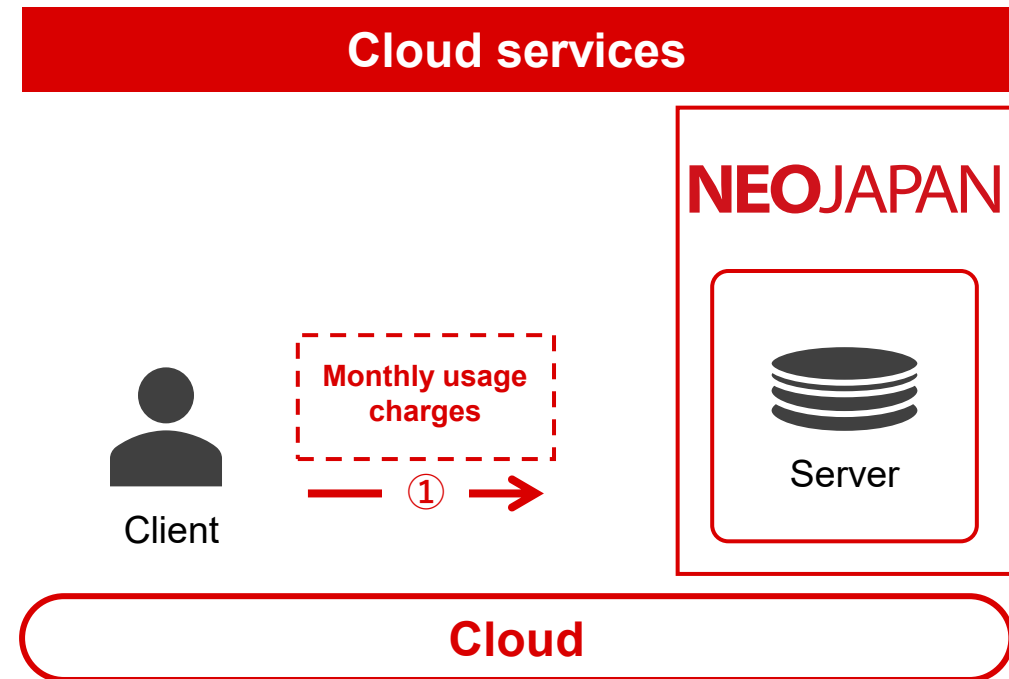 Cloud services
NEOJAPAN
Monthly usage
charges
①
Client
Server
Cloud